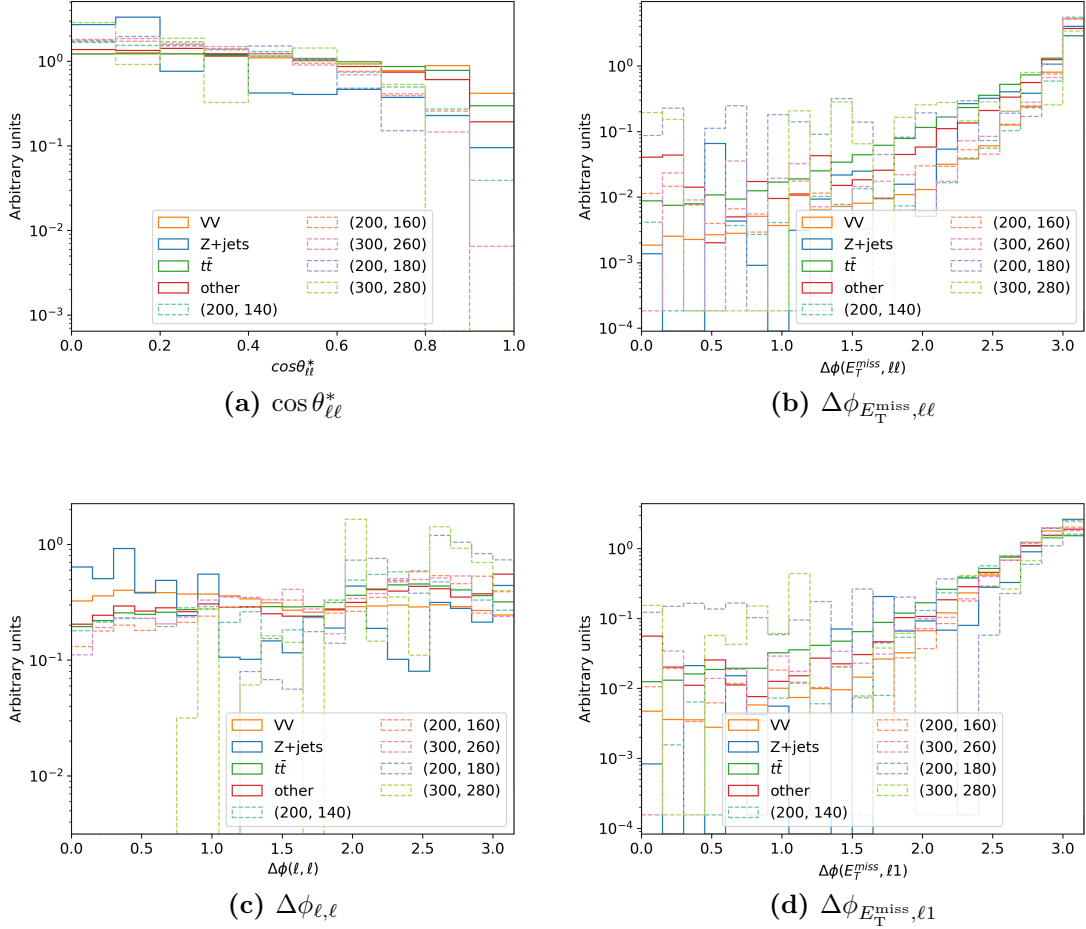 Arbitrary units
10^0
10^{-1}
10^{-2}
10^{-3}
VV
Z+jets
t\bar{t}
other
(200, 140)
(200, 160)
(300, 260)
(200, 180)
(300, 280)
0.0 0.2 0.4 0.6 0.8 1.0
cosθ*_{ℓℓ}
(a) cos θ*_{ℓℓ}
Arbitrary units
10^1
10^0
10^{-1}
10^{-2}
10^{-3}
10^{-4}
VV
Z+jets
t\bar{t}
other
(200, 140)
(200, 160)
(300, 260)
(200, 180)
(300, 280)
0.0 0.5 1.0 1.5 2.0 2.5 3.0
Δϕ(E_T^{miss}, ℓℓ)
(b) Δϕ_{E_T^{miss},ℓℓ}
Arbitrary units
10^0
10^{-1}
10^{-2}
VV
Z+jets
t\bar{t}
other
(200, 140)
(200, 160)
(300, 260)
(200, 180)
(300, 280)
0.0 0.5 1.0 1.5 2.0 2.5 3.0
Δϕ(ℓ, ℓ)
(c) Δϕ_{ℓ,ℓ}
Arbitrary units
10^0
10^{-1}
10^{-2}
10^{-3}
10^{-4}
VV
Z+jets
t\bar{t}
other
(200, 140)
(200, 160)
(300, 260)
(200, 180)
(300, 280)
0.0 0.5 1.0 1.5 2.0 2.5 3.0
Δϕ(E_T^{miss}, ℓ1)
(d) Δϕ_{E_T^{miss},ℓ1}